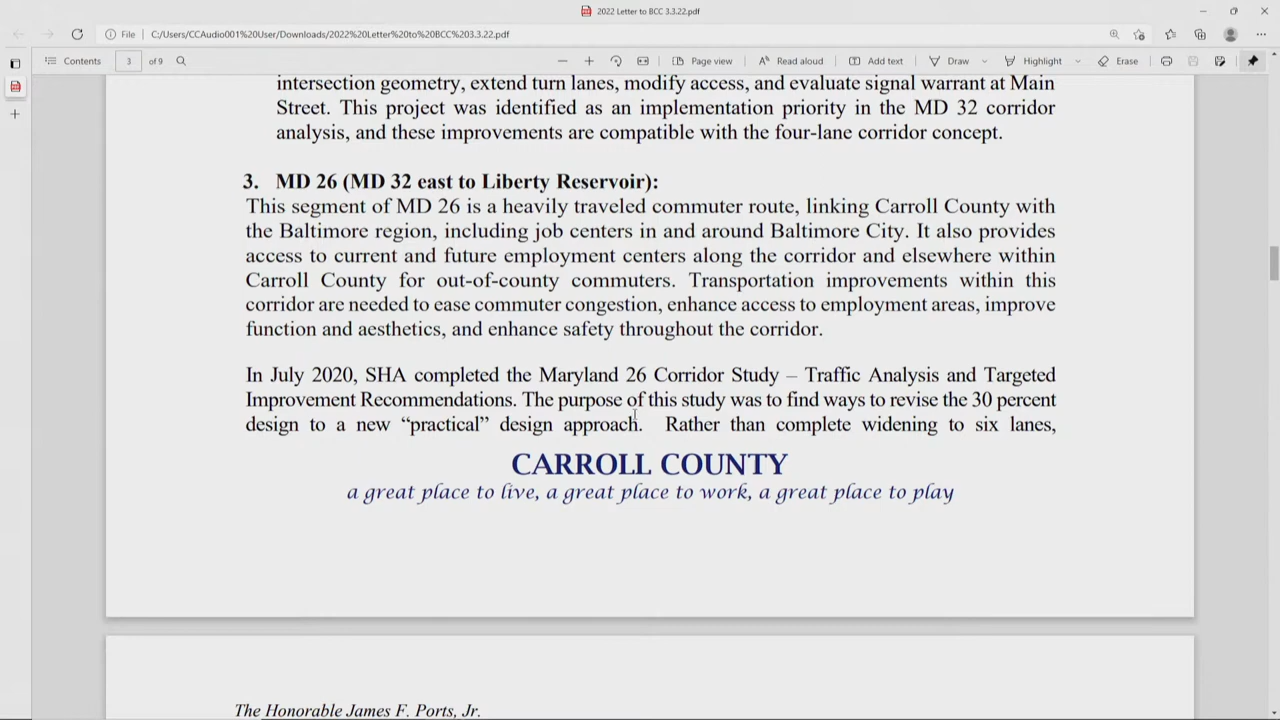 2022 Letter to BCC 3.3.22.pdf
File C:/Users/CCAudio001%20User/Downloads/2022%20Letter%20to%20BCC%203.3.22.pdf
Contents 3 of 9 Page view Read aloud Add text Draw Highlight Erase
intersection geometry, extend turn lanes, modify access, and evaluate signal warrant at Main
Street. This project was identified as an implementation priority in the MD 32 corridor
analysis, and these improvements are compatible with the four-lane corridor concept.
3. MD 26 (MD 32 east to Liberty Reservoir):
This segment of MD 26 is a heavily traveled commuter route, linking Carroll County with
the Baltimore region, including job centers in and around Baltimore City. It also provides
access to current and future employment centers along the corridor and elsewhere within
Carroll County for out-of-county commuters. Transportation improvements within this
corridor are needed to ease commuter congestion, enhance access to employment areas, improve
function and aesthetics, and enhance safety throughout the corridor.
In July 2020, SHA completed the Maryland 26 Corridor Study – Traffic Analysis and Targeted
Improvement Recommendations. The purpose of this study was to find ways to revise the 30 percent
design to a new “practical” design approach. Rather than complete widening to six lanes,
CARROLL COUNTY
a great place to live, a great place to work, a great place to play
The Honorable James F. Ports, Jr.